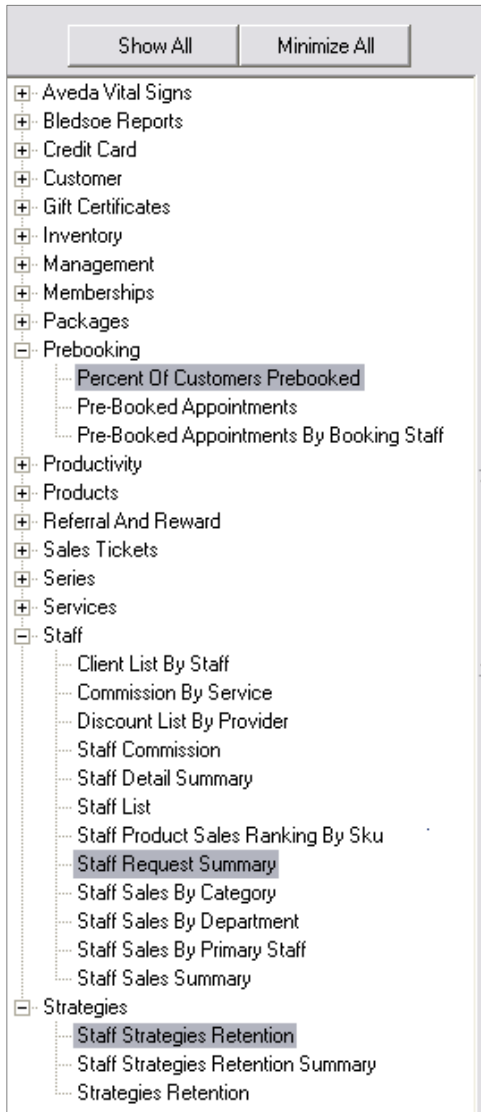 Show All Minimize All
Aveda Vital Signs
Bledsoe Reports
Credit Card
Customer
Gift Certificates
Inventory
Management
Memberships
Packages
Prebooking
Percent Of Customers Prebooked
Pre-Booked Appointments
Pre-Booked Appointments By Booking Staff
Productivity
Products
Referral And Reward
Sales Tickets
Series
Services
Staff
Client List By Staff
Commission By Service
Discount List By Provider
Staff Commission
Staff Detail Summary
Staff List
Staff Product Sales Ranking By Sku
Staff Request Summary
Staff Sales By Category
Staff Sales By Department
Staff Sales By Primary Staff
Staff Sales Summary
Strategies
Staff Strategies Retention
Staff Strategies Retention Summary
Strategies Retention